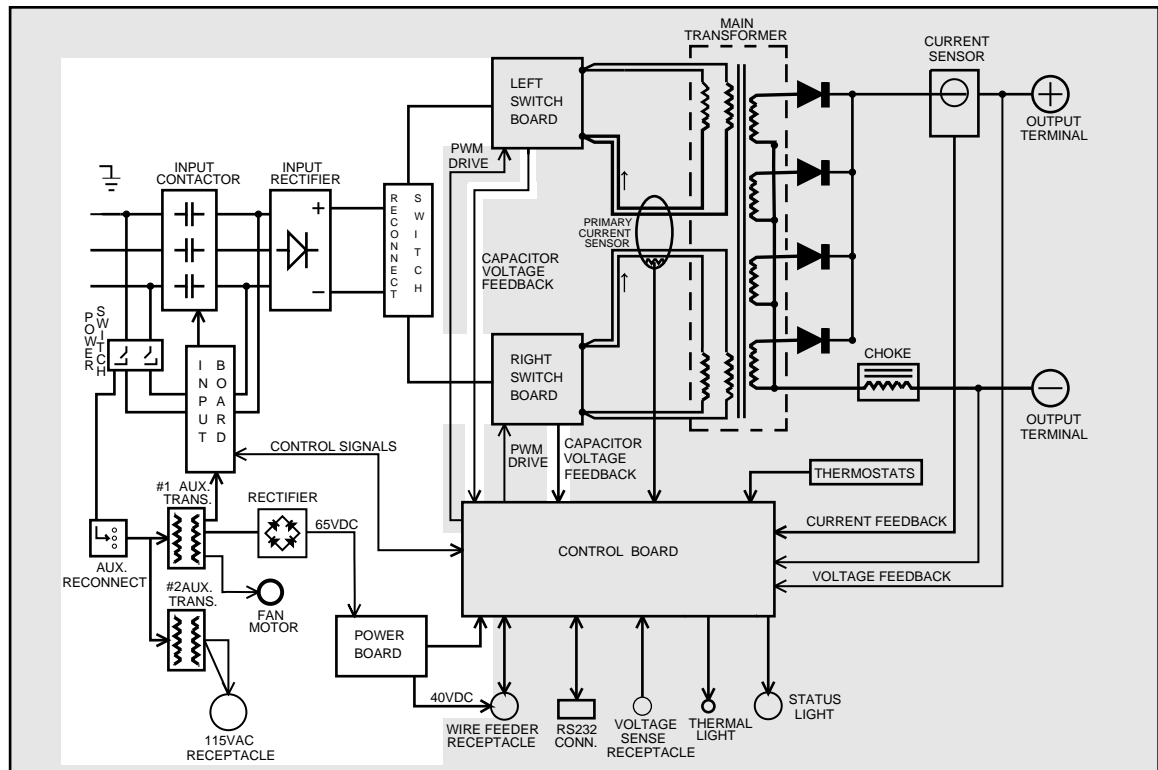 MAIN
TRANSFORMER
CURRENT
SENSOR
LEFT
SWITCH
BOARD
+
OUTPUT
TERMINAL
PWM
DRIVE
INPUT
CONTACTOR
INPUT
RECTIFIER
+
−
RECONNECT
SWITCH
PRIMARY
CURRENT
SENSOR
CAPACITOR
VOLTAGE
FEEDBACK
POWER
SWITCH
INPUT
BOARD
RIGHT
SWITCH
BOARD
CHOKE
−
OUTPUT
TERMINAL
CONTROL SIGNALS
PWM
DRIVE
CAPACITOR
VOLTAGE
FEEDBACK
THERMOSTATS
#1 AUX.
TRANS.
RECTIFIER
65VDC
CURRENT FEEDBACK
CONTROL BOARD
VOLTAGE FEEDBACK
AUX.
RECONNECT
#2AUX.
TRANS.
FAN
MOTOR
POWER
BOARD
40VDC
WIRE FEEDER
RECEPTACLE
RS232
CONN.
VOLTAGE
SENSE
RECEPTACLE
THERMAL
LIGHT
STATUS
LIGHT
115VAC
RECEPTACLE